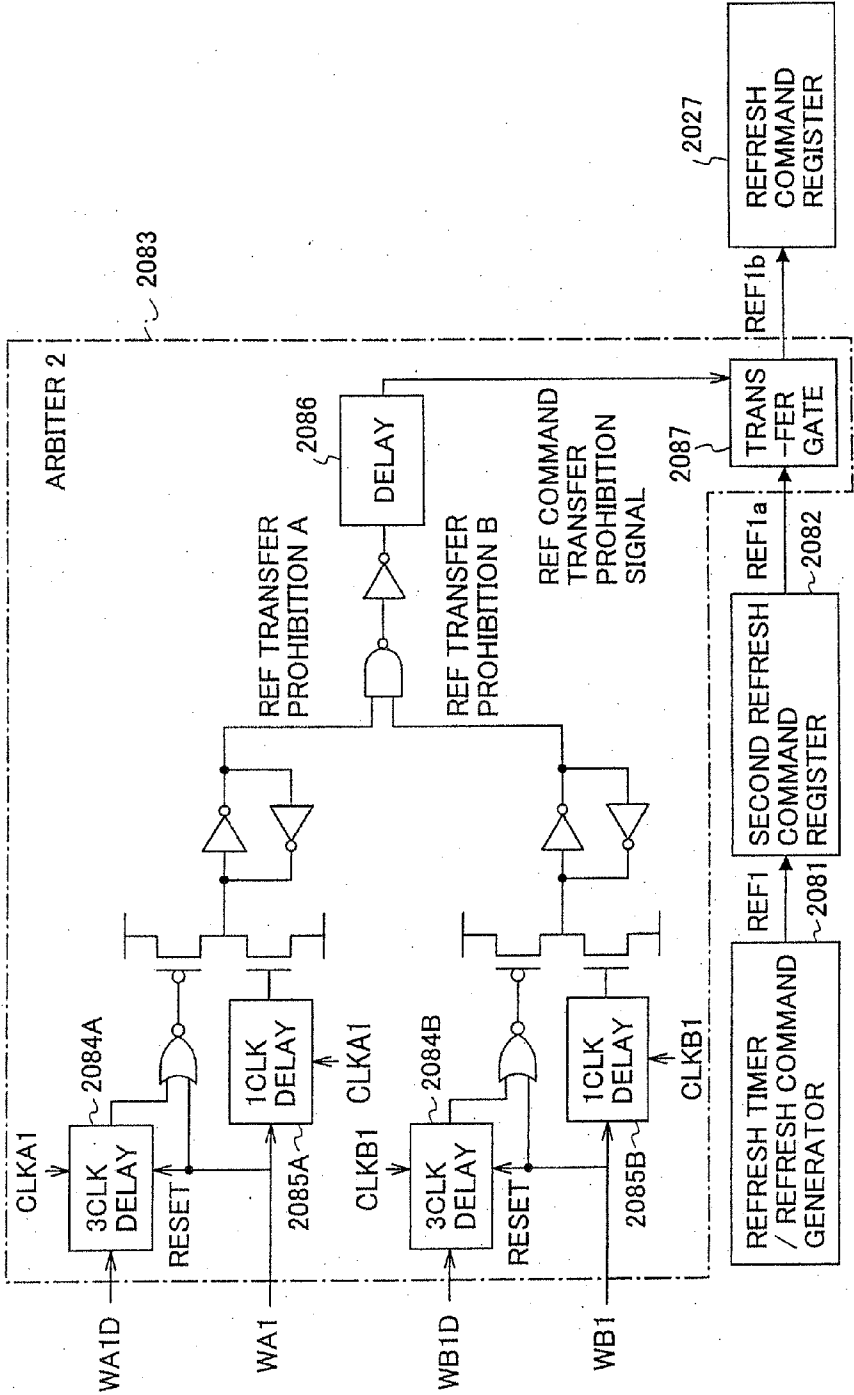 ARBITER 2
2083
WA1D
CLKA1
3CLK
DELAY
2084A
RESET
WA1
1CLK
DELAY
2085A
CLKA1
WB1D
CLKB1
3CLK
DELAY
2084B
RESET
WB1
1CLK
DELAY
2085B
CLKB1
REF TRANSFER
PROHIBITION A
REF TRANSFER
PROHIBITION B
DELAY
2086
REF COMMAND
TRANSFER
PROHIBITION
SIGNAL
REFRESH TIMER
/ REFRESH COMMAND
GENERATOR
2081
REF1
SECOND REFRESH
COMMAND
REGISTER
2082
REF1a
TRANS
-FER
GATE
2087
REF1b
REFRESH
COMMAND
REGISTER
2027